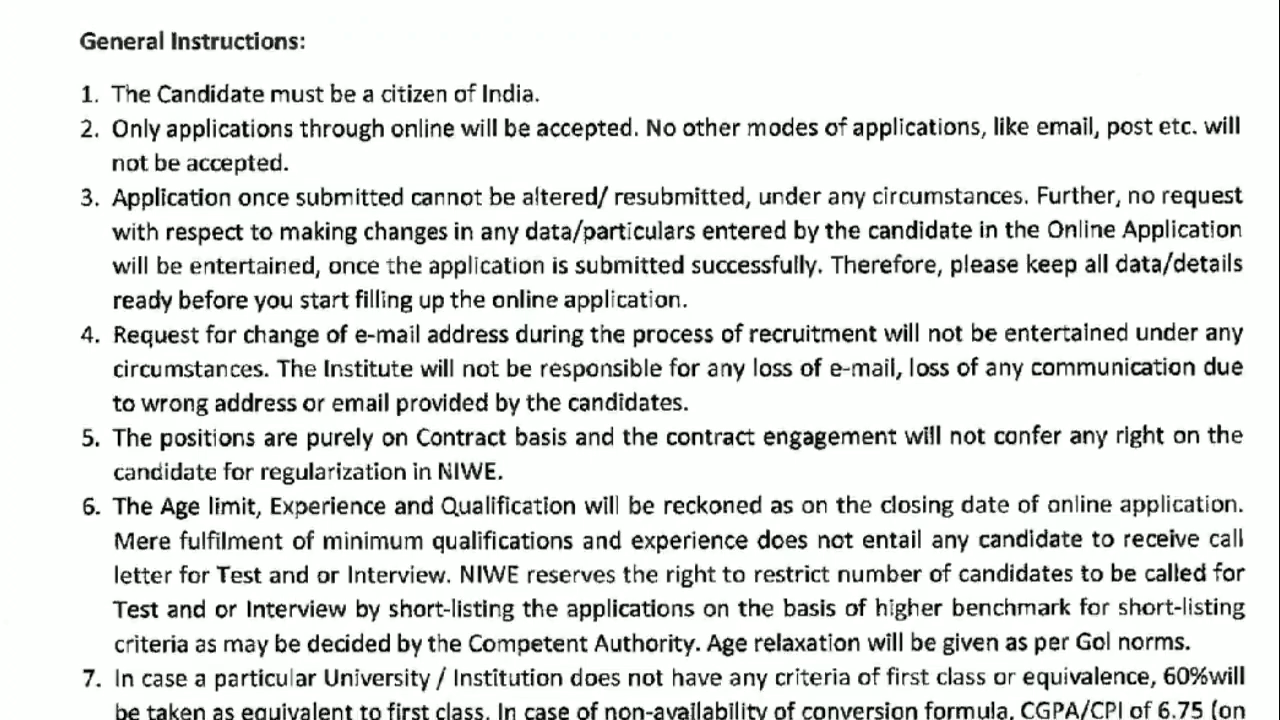 General Instructions:
1. The Candidate must be a citizen of India.
2. Only applications through online will be accepted. No other modes of applications, like email, post etc. will
not be accepted.
3. Application once submitted cannot be altered/ resubmitted, under any circumstances. Further, no request
with respect to making changes in any data/particulars entered by the candidate in the Online Application
will be entertained, once the application is submitted successfully. Therefore, please keep all data/details
ready before you start filling up the online application.
4. Request for change of e-mail address during the process of recruitment will not be entertained under any
circumstances. The Institute will not be responsible for any loss of e-mail, loss of any communication due
to wrong address or email provided by the candidates.
5. The positions are purely on Contract basis and the contract engagement will not confer any right on the
candidate for regularization in NIWE.
6. The Age limit, Experience and Qualification will be reckoned as on the closing date of online application.
Mere fulfilment of minimum qualifications and experience does not entail any candidate to receive call
letter for Test and or Interview. NIWE reserves the right to restrict number of candidates to be called for
Test and or Interview by short-listing the applications on the basis of higher benchmark for short-listing
criteria as may be decided by the Competent Authority. Age relaxation will be given as per GoI norms.
7. In case a particular University / Institution does not have any criteria of first class or equivalence, 60%will
be taken as equivalent to first class. In case of non-availability of conversion formula, CGPA/CPI of 6.75 (on